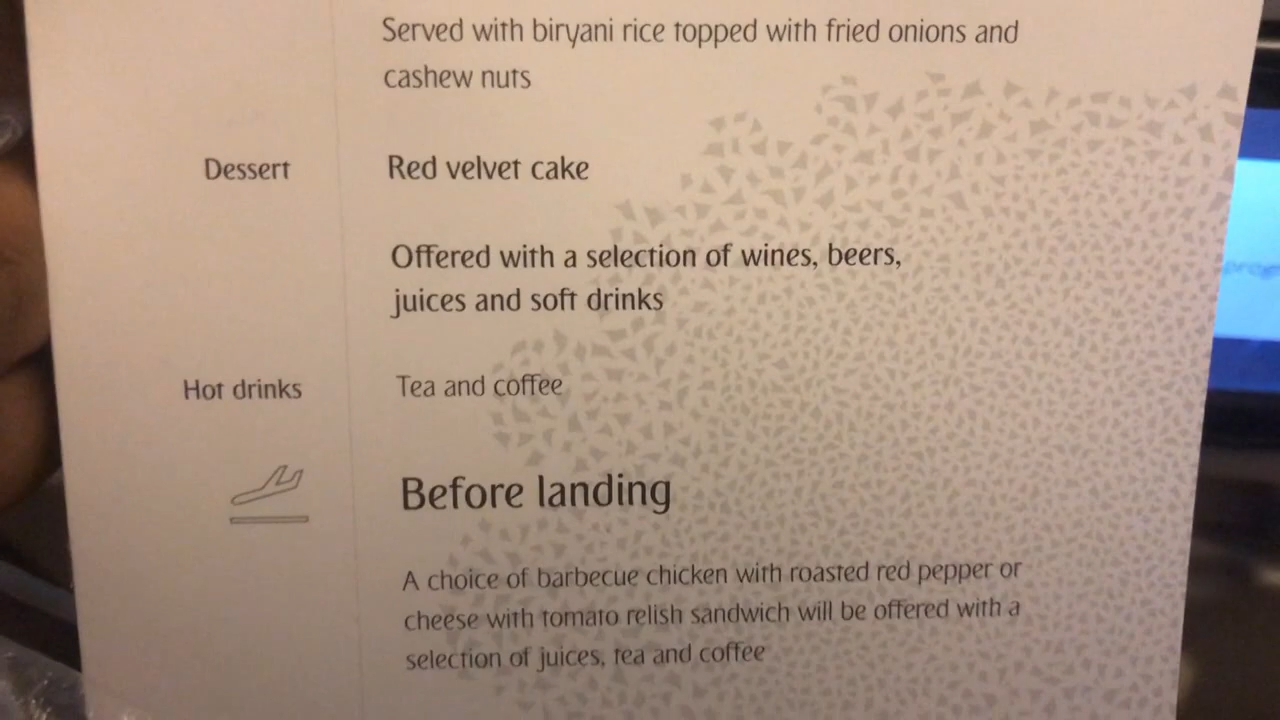 Served with biryani rice topped with fried onions and
cashew nuts
Dessert
Red velvet cake
Offered with a selection of wines, beers,
juices and soft drinks
Hot drinks
Tea and coffee
Before landing
A choice of barbecue chicken with roasted red pepper or
cheese with tomato relish sandwich will be offered with a
selection of juices, tea and coffee